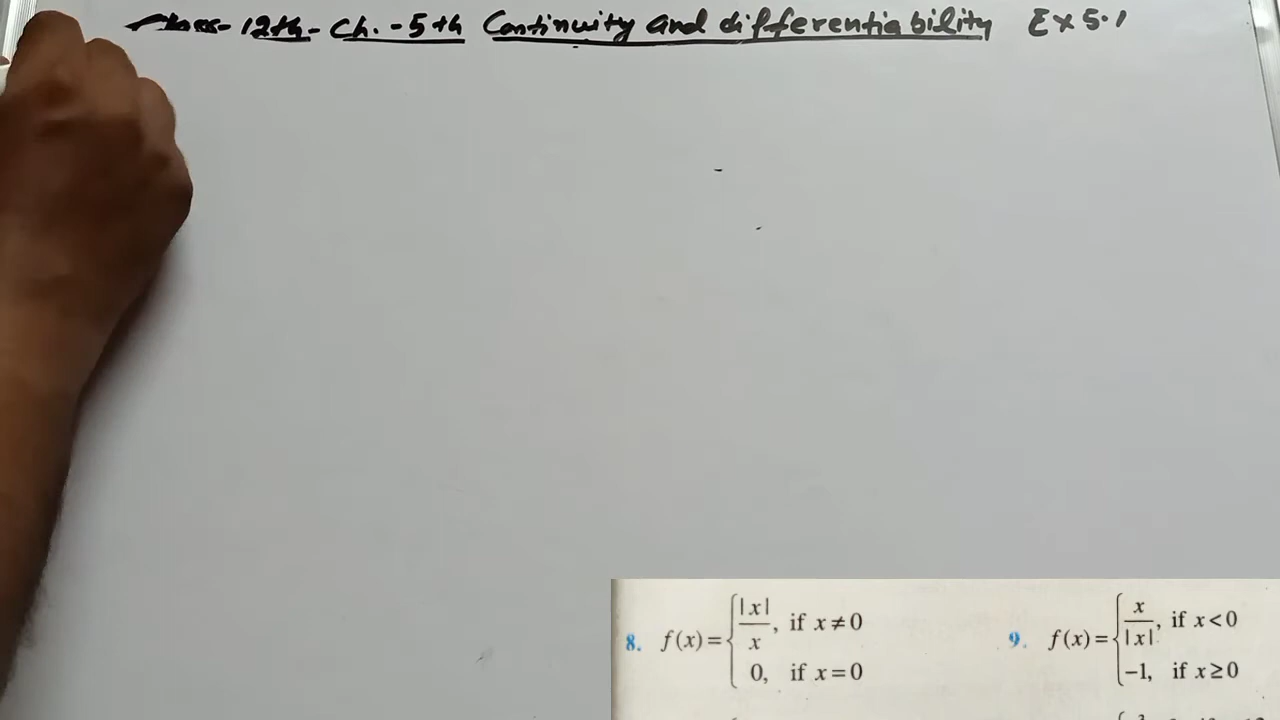 Class-12th-Ch.-5th Continuity and differentiability Ex 5.1
8. f(x) = { |x|/x, if x ≠ 0
0, if x = 0
9. f(x) = { x/|x|, if x < 0
-1, if x ≥ 0